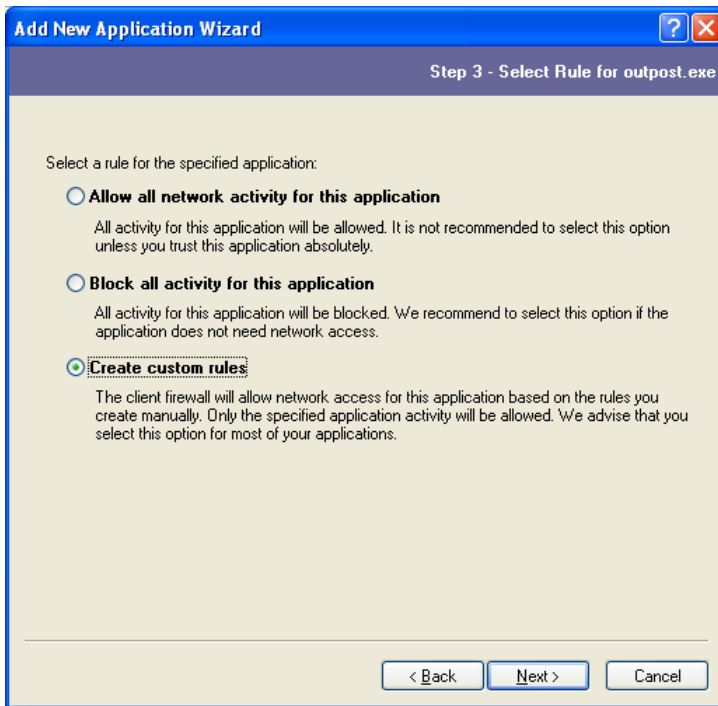 Add New Application Wizard
Step 3 - Select Rule for outpost.exe
Select a rule for the specified application:
Allow all network activity for this application
All activity for this application will be allowed. It is not recommended to select this option
unless you trust this application absolutely.
Block all activity for this application
All activity for this application will be blocked. We recommend to select this option if the
application does not need network access.
Create custom rules
The client firewall will allow network access for this application based on the rules you
create manually. Only the specified application activity will be allowed. We advise that you
select this option for most of your applications.
< Back
Next >
Cancel